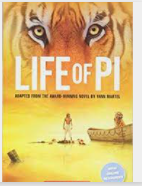 LIFE OF PI
ADAPTED FROM THE AWARD-WINNING NOVEL BY YANN MARTEL